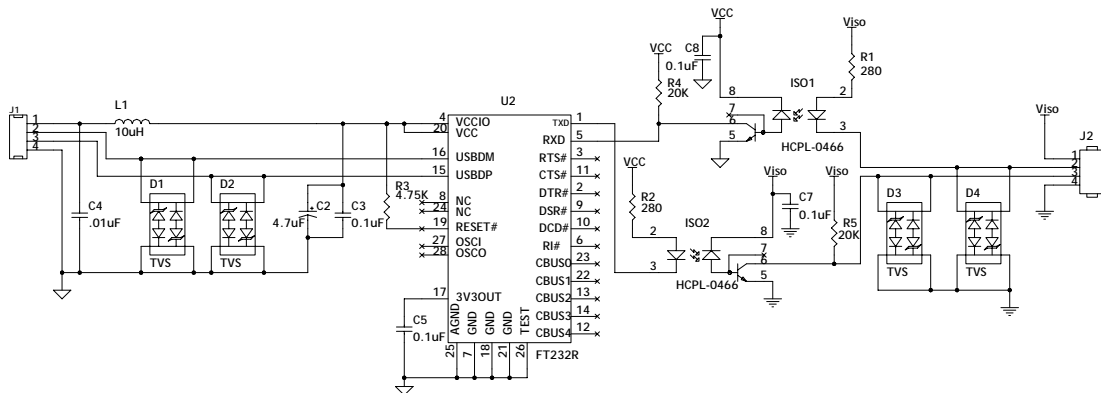 J1
1
2
3
4
L1
10uH
C4
.01uF
D1
TVS
D2
TVS
C2
4.7uF
C3
0.1uF
R3
4.75K
C5
0.1uF
U2
4 VCCIO
20 VCC
16 USBDM
15 USBDP
8 NC
24 NC
19 RESET#
27 OSCI
28 OSCO
17 3V3OUT
AGND
GND
GND
GND
TEST
25
7
18
21
26
FT232R
TXD 1
RXD 5
RTS# 3
CTS# 11
DTR# 2
DSR# 9
DCD# 10
RI# 6
CBUS0 23
CBUS1 22
CBUS2 13
CBUS3 14
CBUS4 12
VCC
C8
0.1uF
VCC
R4
20K
8
7
6
5
ISO1
HCPL-0466
2
3
Viso
R1
280
VCC
R2
280
2
3
ISO2
HCPL-0466
8
7
6
5
Viso
C7
0.1uF
Viso
R5
20K
D3
TVS
D4
TVS
Viso
J2
1
2
3
4